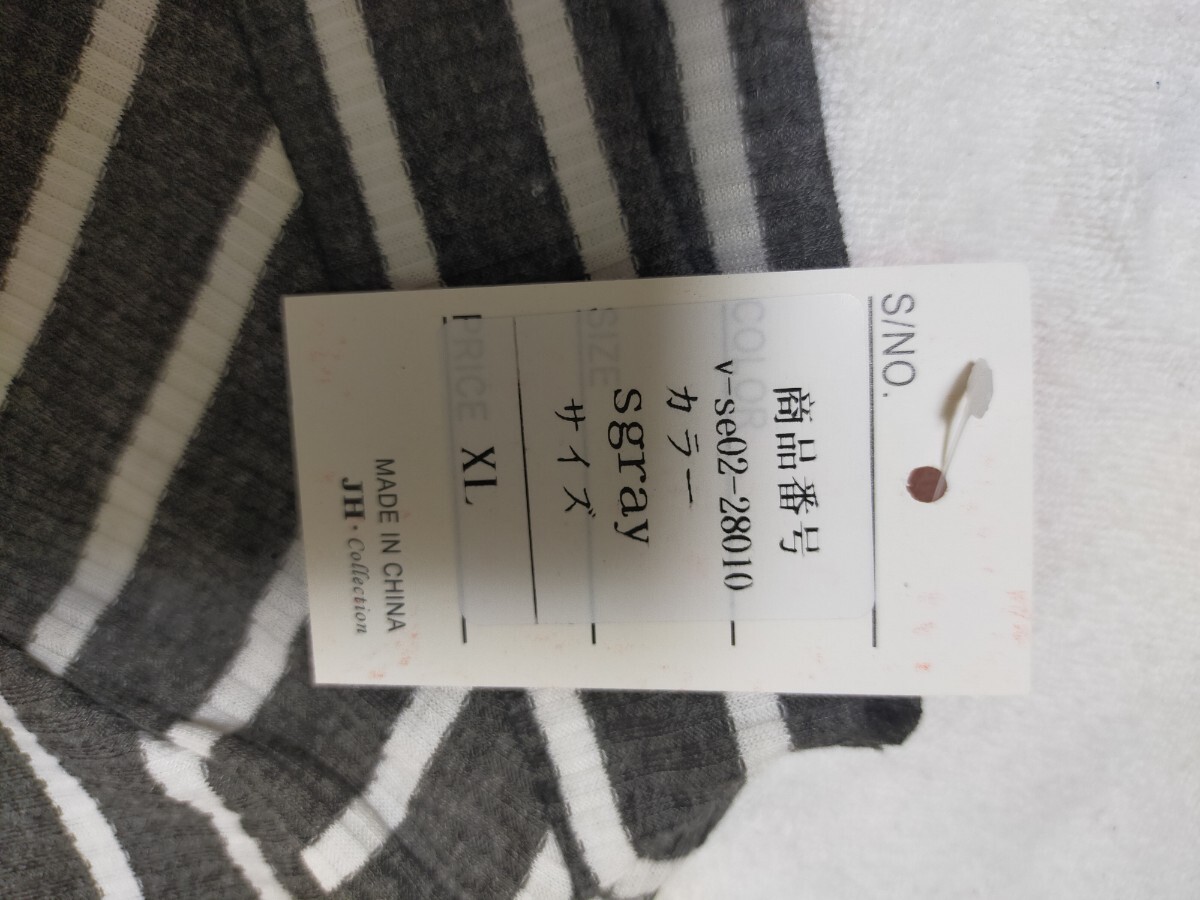 S/NO.
商品番号
COLOR
v-se02-28010
カラー
SIZE
sgray
サイズ
PRICE
XL
MADE IN CHINA
JH・Collection